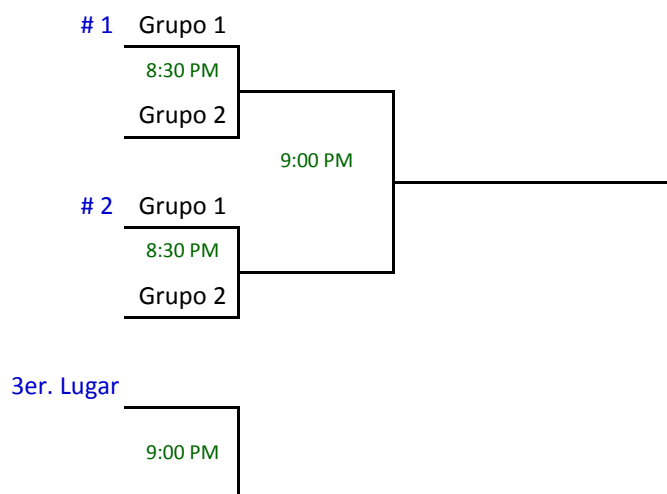 # 1 Grupo 1
8:30 PM
Grupo 2
9:00 PM
# 2 Grupo 1
8:30 PM
Grupo 2
3er. Lugar
9:00 PM